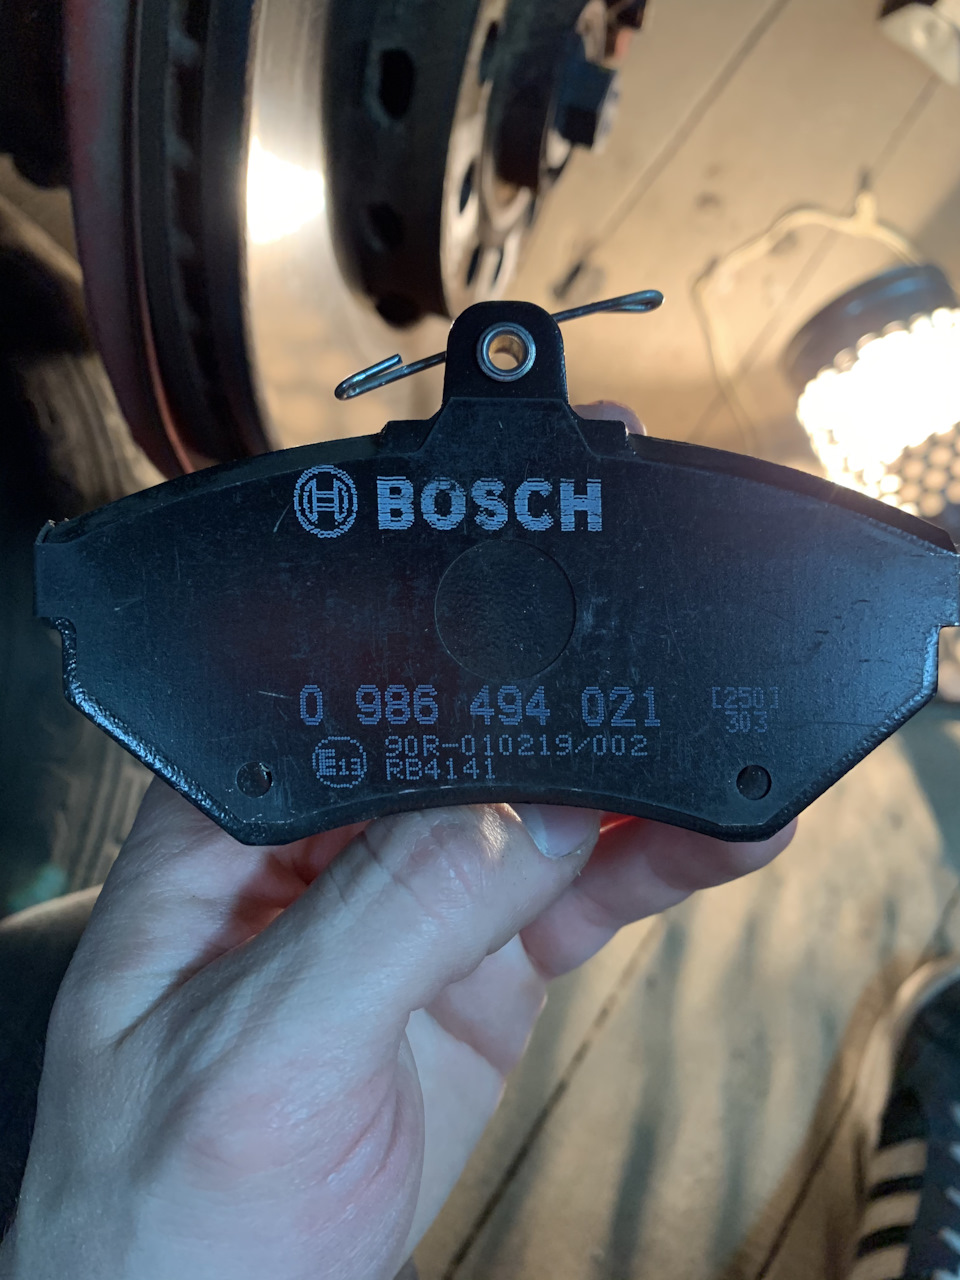 BOSCH
0 986 494 021
[250]
303
E13
90R-010219/002
RB4141